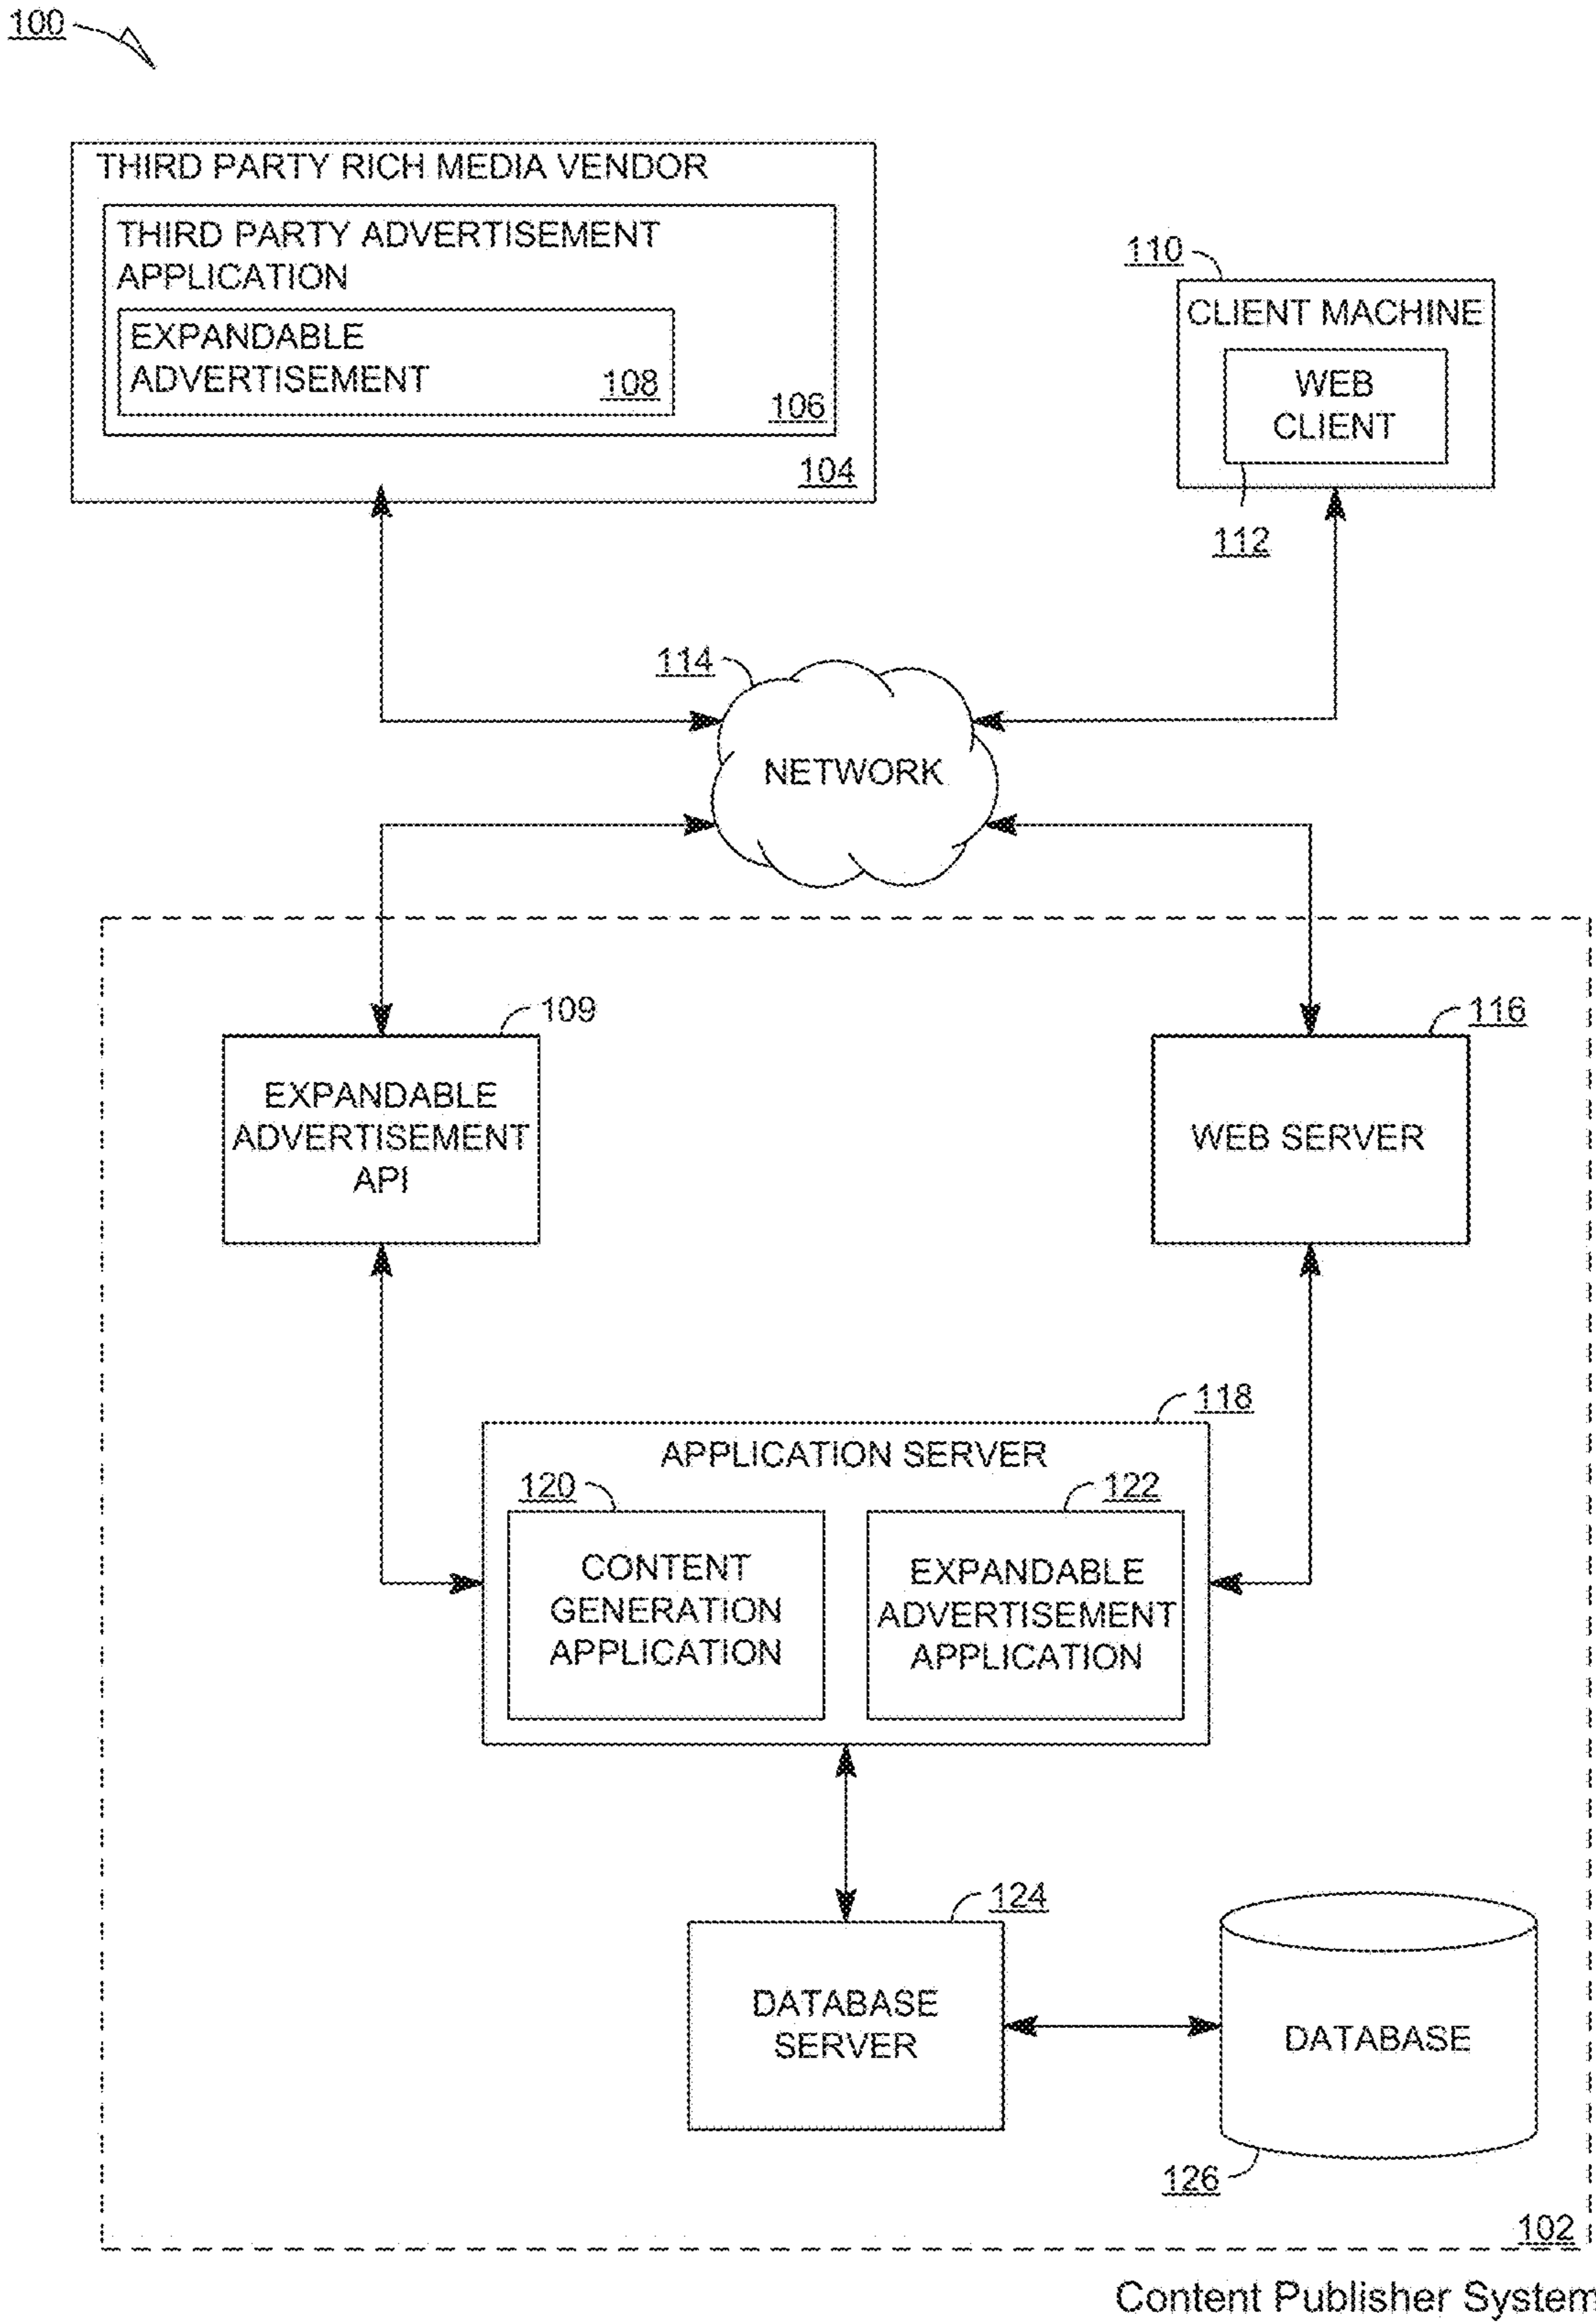 100
THIRD PARTY RICH MEDIA VENDOR
THIRD PARTY ADVERTISEMENT
APPLICATION
EXPANDABLE
ADVERTISEMENT
108
106
104
110
CLIENT MACHINE
WEB
CLIENT
112
114
NETWORK
109
EXPANDABLE
ADVERTISEMENT
API
116
WEB SERVER
118
APPLICATION SERVER
120
CONTENT
GENERATION
APPLICATION
122
EXPANDABLE
ADVERTISEMENT
APPLICATION
124
DATABASE
SERVER
DATABASE
126
102
Content Publisher System